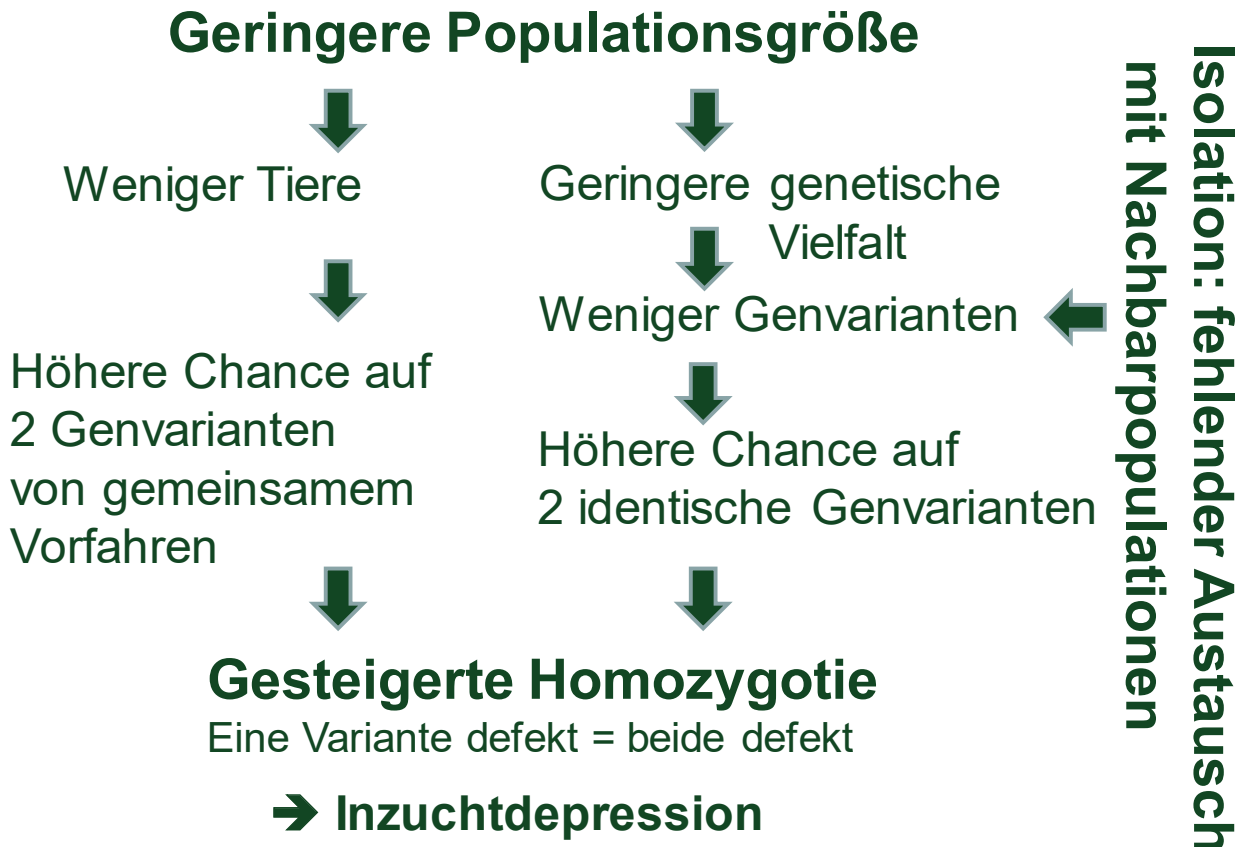 Geringere Populationsgröße
Weniger Tiere
Höhere Chance auf
2 Genvarianten
von gemeinsamem
Vorfahren
Geringere genetische
Vielfalt
Weniger Genvarianten
Höhere Chance auf
2 identische Genvarianten
Isolation: fehlender Austausch
mit Nachbarpopulationen
Gesteigerte Homozygotie
Eine Variante defekt = beide defekt
➔ Inzuchtdepression